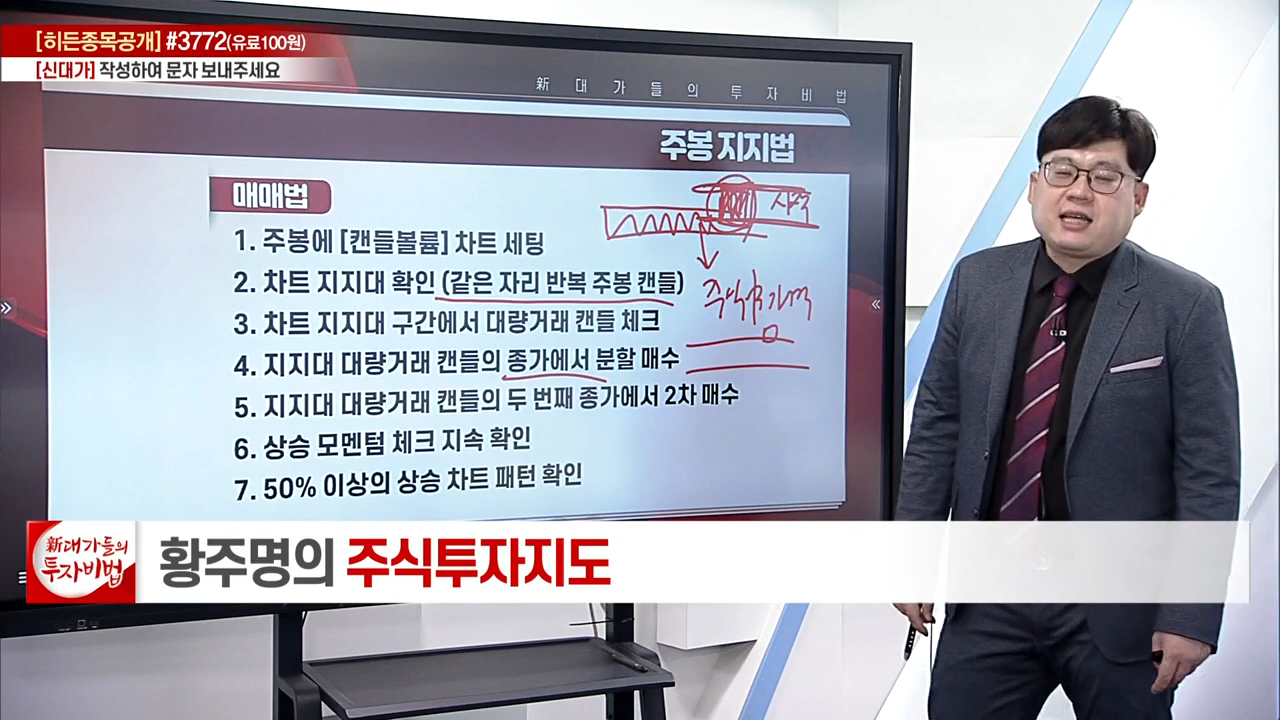 [히든종목공개] #3772(유료100원)
[신대가] 작성하여 문자 보내주세요
新 대 가 들 의 투 자 비 법
주봉 지지법
매매법
1. 주봉에 [캔들볼륨] 차트 세팅
2. 차트 지지대 확인 (같은 자리 반복 주봉 캔들)
3. 차트 지지대 구간에서 대량거래 캔들 체크
4. 지지대 대량거래 캔들의 종가에서 분할 매수
5. 지지대 대량거래 캔들의 두 번째 종가에서 2차 매수
6. 상승 모멘텀 체크 지속 확인
7. 50% 이상의 상승 차트 패턴 확인
新대가들의
투자비법
황주명의 주식투자지도